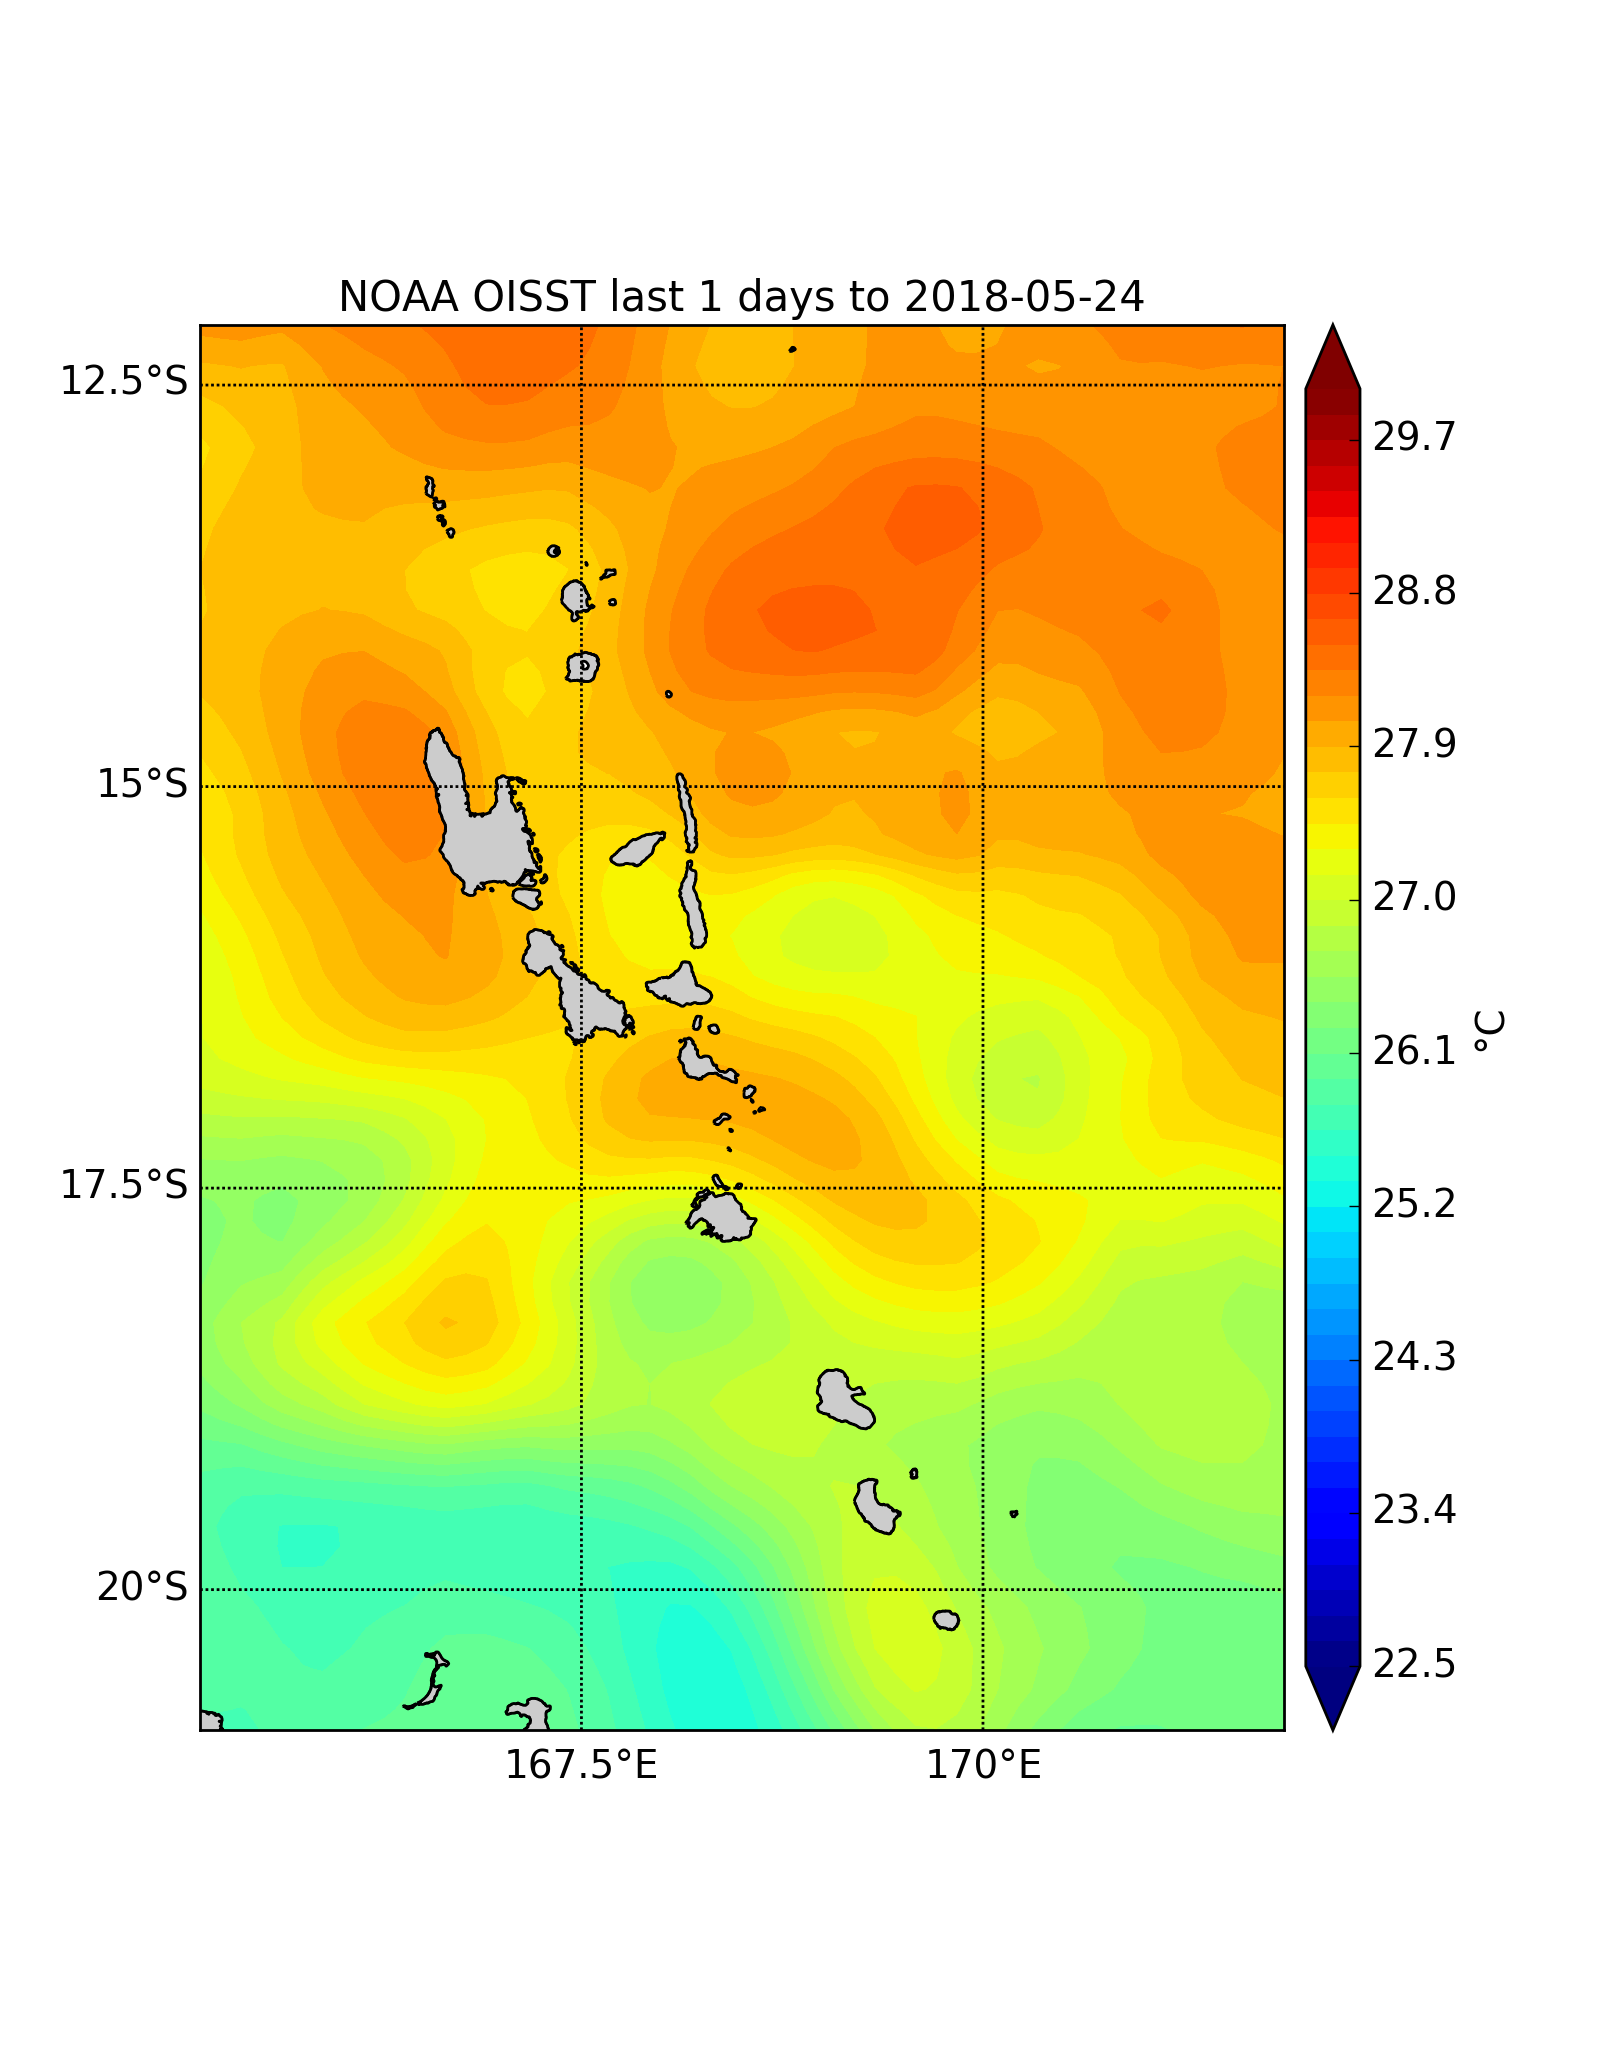 NOAA OISST last 1 days to 2018-05-24
12.5°S
15°S
17.5°S
20°S
167.5°E
170°E
29.7
28.8
27.9
27.0
26.1
25.2
24.3
23.4
22.5
°C